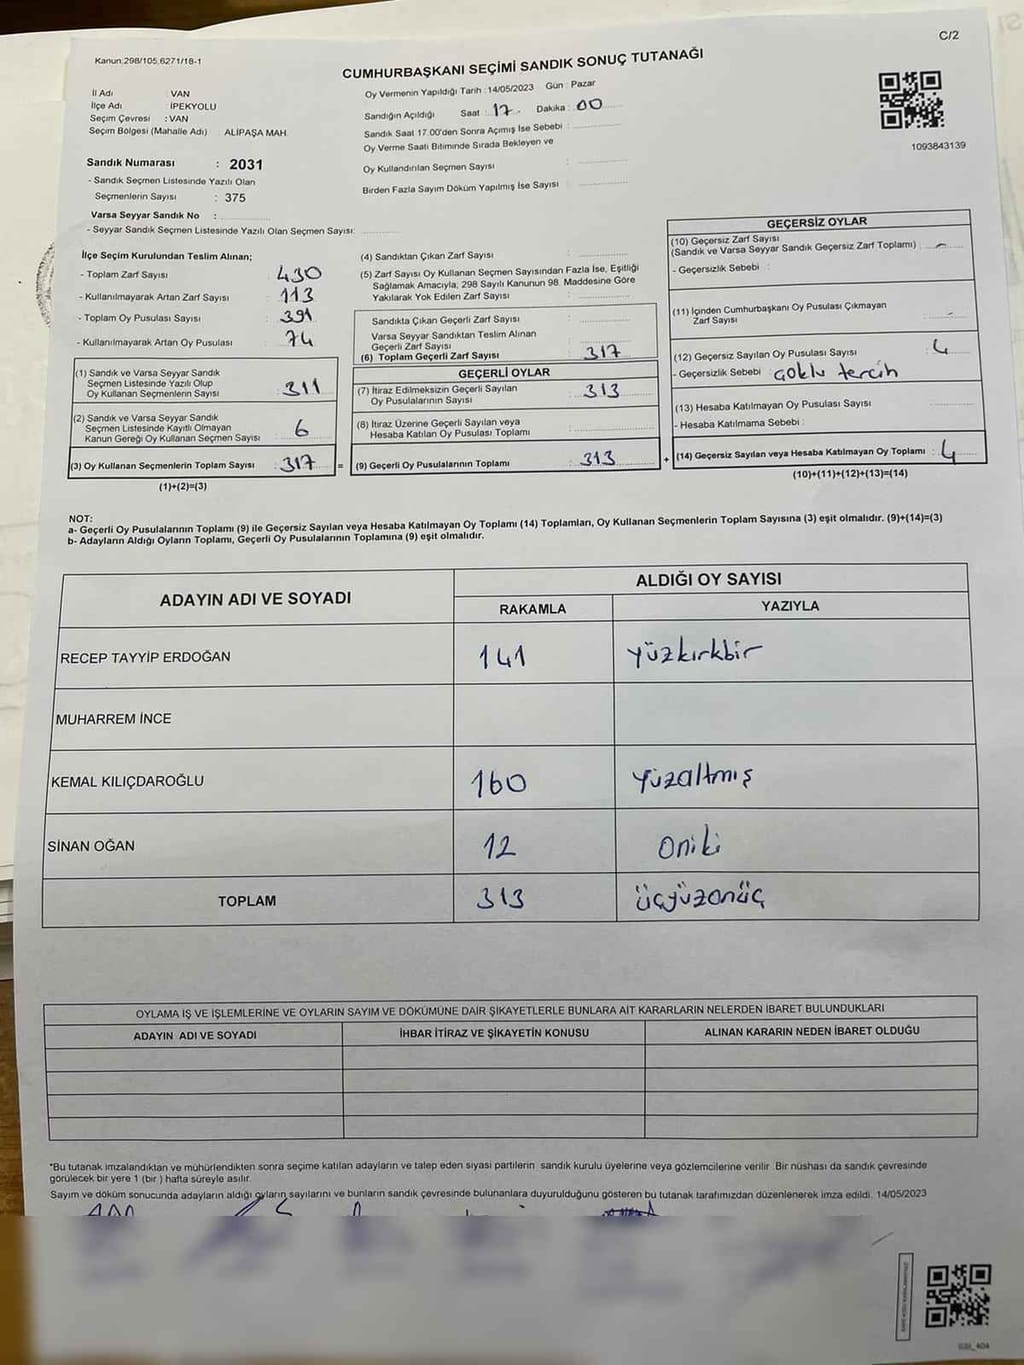 C/2
Kanun.298/105,6271/18-1
CUMHURBAŞKANI SEÇİMİ SANDIK SONUÇ TUTANAĞI
İl Adı : VAN
İlçe Adı : İPEKYOLU
Seçim Çevresi : VAN
Seçim Bölgesi (Mahalle Adı) : ALİPAŞA MAH.
Oy Vermenin Yapıldığı Tarih : 14/05/2023 Gün : Pazar
Sandığın Açıldığı Saat : 17. Dakika : 00
Sandık Saat 17.00'den Sonra Açımış İse Sebebi :
Oy Verme Saati Bitiminde Sırada Bekleyen ve
Oy Kullandırılan Seçmen Sayısı :
Birden Fazla Sayım Döküm Yapılmış İse Sayısı :
1093843139
Sandık Numarası : 2031
- Sandık Seçmen Listesinde Yazılı Olan
Seçmenlerin Sayısı : 375
Varsa Seyyar Sandık No :
- Seyyar Sandık Seçmen Listesinde Yazılı Olan Seçmen Sayısı:
İlçe Seçim Kurulundan Teslim Alınan;
- Toplam Zarf Sayısı : 430
- Kullanılmayarak Artan Zarf Sayısı : 113
- Toplam Oy Pusulası Sayısı : 391
- Kullanılmayarak Artan Oy Pusulası : 74
(1) Sandık ve Varsa Seyyar Sandık
Seçmen Listesinde Yazılı Olup
Oy Kullanan Seçmenlerin Sayısı : 311
(2) Sandık ve Varsa Seyyar Sandık
Seçmen Listesinde Kayıtlı Olmayan
Kanun Gereği Oy Kullanan Seçmen Sayısı : 6
(3) Oy Kullanan Seçmenlerin Toplam Sayısı : 317
(1)+(2)=(3)
(4) Sandıktan Çıkan Zarf Sayısı :
(5) Zarf Sayısı Oy Kullanan Seçmen Sayısından Fazla İse, Eşitliği
Sağlamak Amacıyla; 298 Sayılı Kanunun 98. Maddesine Göre
Yakılarak Yok Edilen Zarf Sayısı :
Sandıkta Çıkan Geçerli Zarf Sayısı :
Varsa Seyyar Sandıktan Teslim Alınan
Geçerli Zarf Sayısı :
(6) Toplam Geçerli Zarf Sayısı : 317
GEÇERLİ OYLAR
(7) İtiraz Edilmeksizin Geçerli Sayılan
Oy Pusulalarının Sayısı : 313
(8) İtiraz Üzerine Geçerli Sayılan veya
Hesaba Katılan Oy Pusulası Toplamı :
= (9) Geçerli Oy Pusulalarının Toplamı : 313
GEÇERSİZ OYLAR
(10) Geçersiz Zarf Sayısı
(Sandık ve Varsa Seyyar Sandık Geçersiz Zarf Toplamı) : -
- Geçersizlik Sebebi :
(11) İçinden Cumhurbaşkanı Oy Pusulası Çıkmayan
Zarf Sayısı : -
(12) Geçersiz Sayılan Oy Pusulası Sayısı : 4
- Geçersizlik Sebebi : Çoklu tercih
(13) Hesaba Katılmayan Oy Pusulası Sayısı :
- Hesaba Katılmama Sebebi :
+ (14) Geçersiz Sayılan veya Hesaba Katılmayan Oy Toplamı : 4
(10)+(11)+(12)+(13)=(14)
NOT:
a- Geçerli Oy Pusulalarının Toplamı (9) ile Geçersiz Sayılan veya Hesaba Katılmayan Oy Toplamı (14) Toplamları, Oy Kullanan Seçmenlerin Toplam Sayısına (3) eşit olmalıdır. (9)+(14)=(3)
b- Adayların Aldığı Oyların Toplamı, Geçerli Oy Pusulalarının Toplamına (9) eşit olmalıdır.
ADAYIN ADI VE SOYADI
ALDIĞI OY SAYISI
RAKAMLA YAZIYLA
RECEP TAYYİP ERDOĞAN 141 yüzkırkbir
MUHARREM İNCE
KEMAL KILIÇDAROĞLU 160 yüzaltmış
SİNAN OĞAN 12 oniki
TOPLAM 313 üçyüzonüç
OYLAMA İŞ VE İŞLEMLERİNE VE OYLARIN SAYIM VE DÖKÜMÜNE DAİR ŞİKAYETLERLE BUNLARA AİT KARARLARIN NELERDEN İBARET BULUNDUKLARI
ADAYIN ADI VE SOYADI İHBAR İTİRAZ VE ŞİKAYETİN KONUSU ALINAN KARARIN NEDEN İBARET OLDUĞU
*Bu tutanak imzalandıktan ve mühürlendikten sonra seçime katılan adayların ve talep eden siyasi partilerin sandık kurulu üyelerine veya gözlemcilerine verilir. Bir nüshası da sandık çevresinde
görülecek bir yere 1 (bir ) hafta süreyle asılır.
Sayım ve döküm sonucunda adayların aldığı oyların sayılarını ve bunların sandık çevresinde bulunanlara duyurulduğunu gösteren bu tutanak tarafımızdan düzenlenerek imza edildi. 14/05/2023